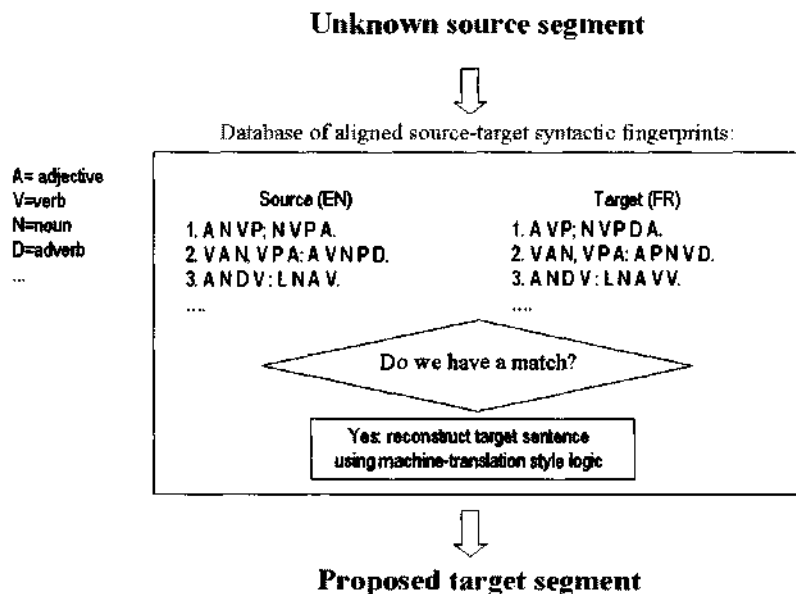 Unknown source segment
Database of aligned source-target syntactic fingerprints:
A= adjective
V=verb
N=noun
D=adverb
...
Source (EN)
1. A N V P; N V P A.
2. V A N, V P A: A V N P D.
3. A N D V : L N A V.
....
Target (FR)
1. A V P; N V P D A.
2. V A N, V P A: A P N V D.
3. A N D V : L N A V V.
....
Do we have a match?
Yes: reconstruct target sentence
using machine-translation style logic
Proposed target segment